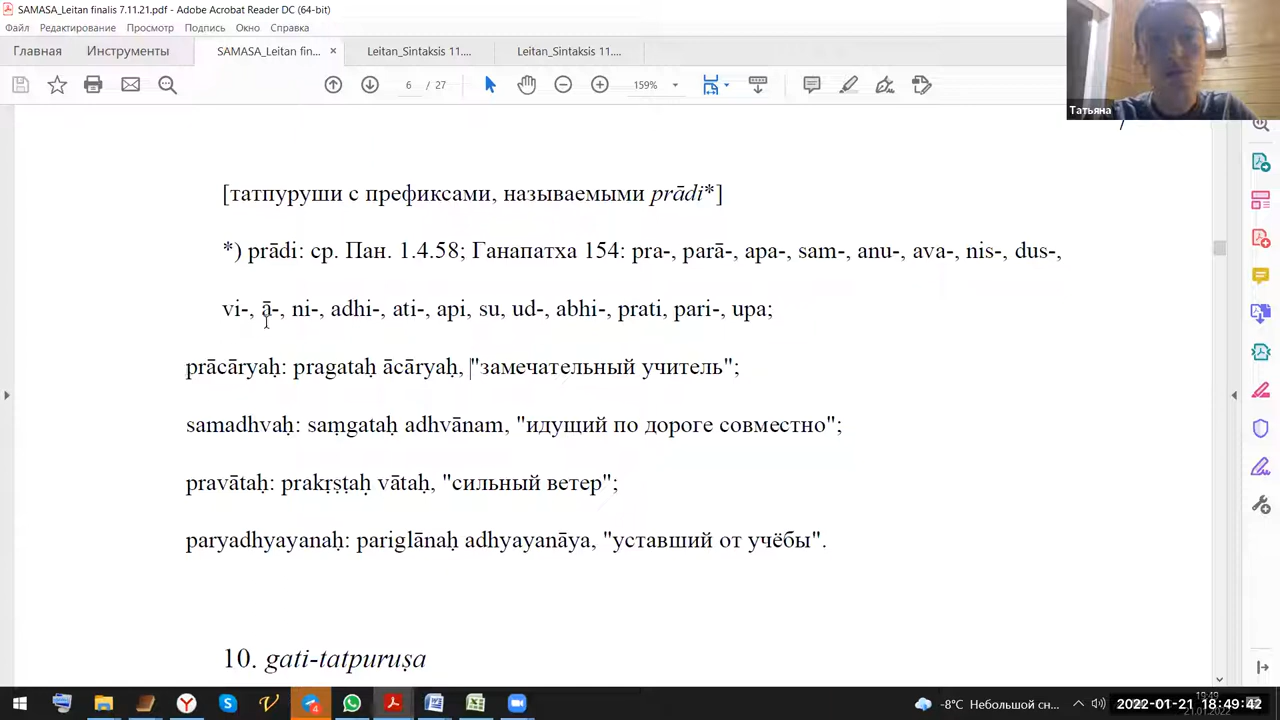 SAMASA_Leitan finalis 7.11.21.pdf - Adobe Acrobat Reader DC (64-bit)
Файл Редактирование Просмотр Подпись Окно Справка
Главная Инструменты SAMASA_Leitan fin... × Leitan_Sintaksis 11.... Leitan_Sintaksis 11....
6 / 27 159%
Татьяна
[татпуруши с префиксами, называемыми prādi*]
*) prādi: ср. Пан. 1.4.58; Ганапатха 154: pra-, parā-, apa-, sam-, anu-, ava-, nis-, dus-,
vi-, ā-, ni-, adhi-, ati-, api, su, ud-, abhi-, prati, pari-, upa;
prācāryaḥ: pragataḥ ācāryaḥ, "замечательный учитель";
samadhvaḥ: saṃgataḥ adhvānam, "идущий по дороге совместно";
pravātaḥ: prakṛṣṭaḥ vātaḥ, "сильный ветер";
paryadhyayanaḥ: pariglānaḥ adhyayanāya, "уставший от учёбы".
10. gati-tatpuruṣa
-8°C Небольшой сн... 19:49
2022-01-21 18:49:42
21.01.2022